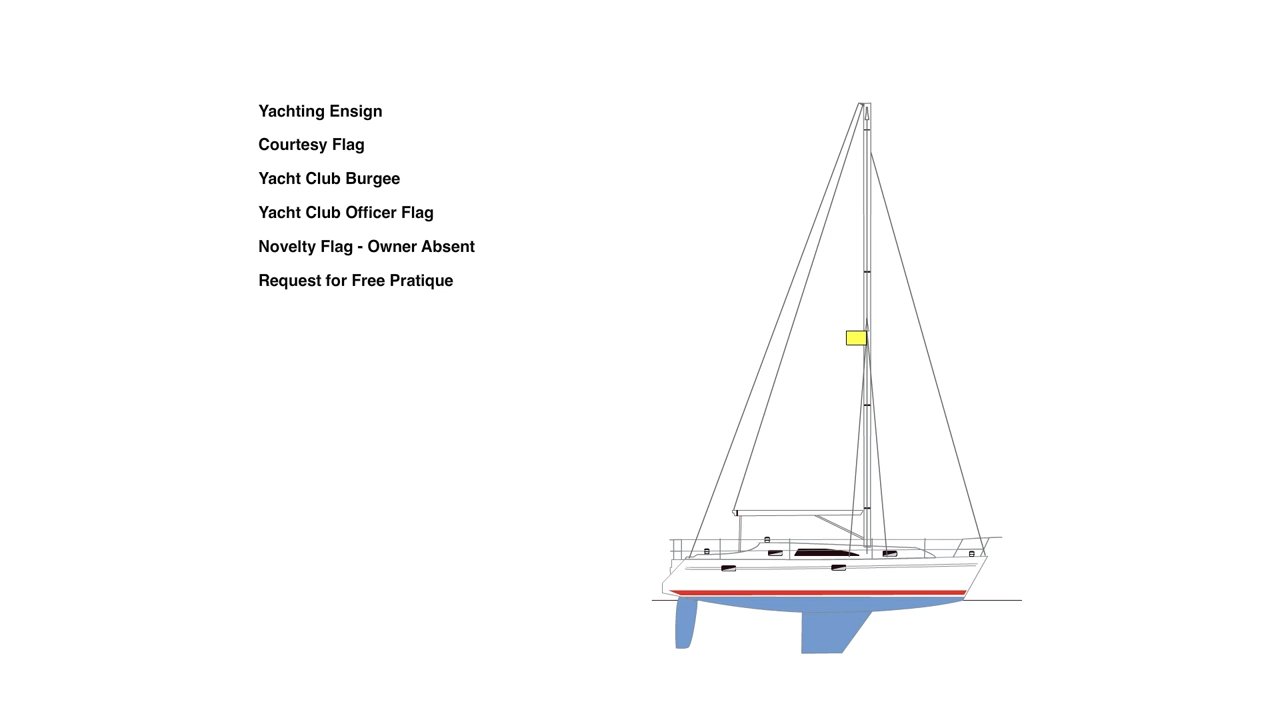 Yachting Ensign
Courtesy Flag
Yacht Club Burgee
Yacht Club Officer Flag
Novelty Flag - Owner Absent
Request for Free Pratique